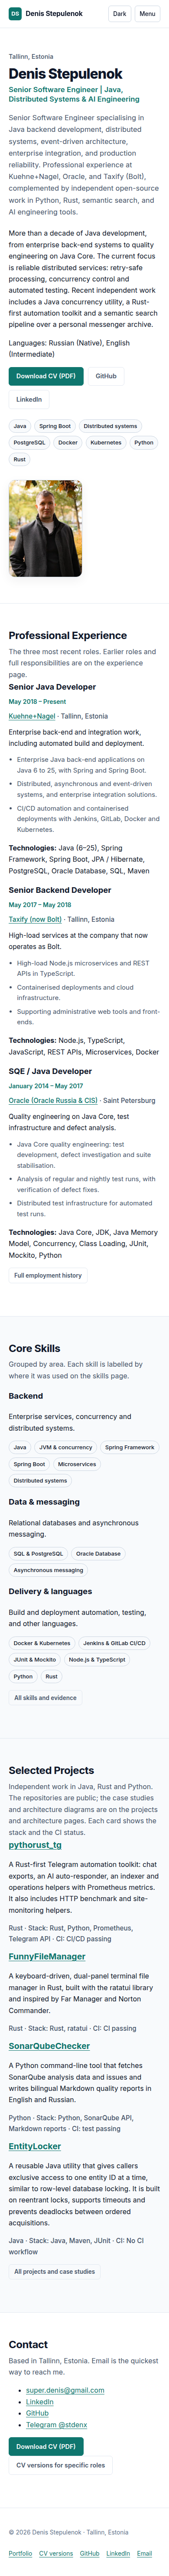 DS Denis Stepulenok Dark Menu
Tallinn, Estonia
Denis Stepulenok
Senior Software Engineer | Java,
Distributed Systems & AI Engineering
Senior Software Engineer specialising in
Java backend development, distributed
systems, event-driven architecture,
enterprise integration, and production
reliability. Professional experience at
Kuehne+Nagel, Oracle, and Taxify (Bolt),
complemented by independent open-source
work in Python, Rust, semantic search, and
AI engineering tools.
More than a decade of Java development,
from enterprise back-end systems to quality
engineering on Java Core. The current focus
is reliable distributed services: retry-safe
processing, concurrency control and
automated testing. Recent independent work
includes a Java concurrency utility, a Rust-
first automation toolkit and a semantic search
pipeline over a personal messenger archive.
Languages: Russian (Native), English
(Intermediate)
Download CV (PDF) GitHub
LinkedIn
Java Spring Boot Distributed systems
PostgreSQL Docker Kubernetes Python
Rust
Professional Experience
The three most recent roles. Earlier roles and
full responsibilities are on the experience
page.
Senior Java Developer
May 2018 – Present
Kuehne+Nagel · Tallinn, Estonia
Enterprise back-end and integration work,
including automated build and deployment.
• Enterprise Java back-end applications on
Java 6 to 25, with Spring and Spring Boot.
• Distributed, asynchronous and event-driven
services, and enterprise integration solutions.
• CI/CD automation and containerised
deployments with Jenkins, GitLab, Docker and
Kubernetes.
Technologies: Java (6–25), Spring
Framework, Spring Boot, JPA / Hibernate,
PostgreSQL, Oracle Database, SQL, Maven
Senior Backend Developer
May 2017 – May 2018
Taxify (now Bolt) · Tallinn, Estonia
High-load services at the company that now
operates as Bolt.
• High-load Node.js microservices and REST
APIs in TypeScript.
• Containerised deployments and cloud
infrastructure.
• Supporting administrative web tools and front-
ends.
Technologies: Node.js, TypeScript,
JavaScript, REST APIs, Microservices, Docker
SQE / Java Developer
January 2014 – May 2017
Oracle (Oracle Russia & CIS) · Saint Petersburg
Quality engineering on Java Core, test
infrastructure and defect analysis.
• Java Core quality engineering: test
development, defect investigation and suite
stabilisation.
• Analysis of regular and nightly test runs, with
verification of defect fixes.
• Distributed test infrastructure for automated
test runs.
Technologies: Java Core, JDK, Java Memory
Model, Concurrency, Class Loading, JUnit,
Mockito, Python
Full employment history
Core Skills
Grouped by area. Each skill is labelled by
where it was used on the skills page.
Backend
Enterprise services, concurrency and
distributed systems.
Java JVM & concurrency Spring Framework
Spring Boot Microservices
Distributed systems
Data & messaging
Relational databases and asynchronous
messaging.
SQL & PostgreSQL Oracle Database
Asynchronous messaging
Delivery & languages
Build and deployment automation, testing,
and other languages.
Docker & Kubernetes Jenkins & GitLab CI/CD
JUnit & Mockito Node.js & TypeScript
Python Rust
All skills and evidence
Selected Projects
Independent work in Java, Rust and Python.
The repositories are public; the case studies
and architecture diagrams are on the projects
and architecture pages. Each card shows the
stack and the CI status.
pythorust_tg
A Rust-first Telegram automation toolkit: chat
exports, an AI auto-responder, an indexer and
operations helpers with Prometheus metrics.
It also includes HTTP benchmark and site-
monitoring helpers.
Rust · Stack: Rust, Python, Prometheus,
Telegram API · CI: CI/CD passing
FunnyFileManager
A keyboard-driven, dual-panel terminal file
manager in Rust, built with the ratatui library
and inspired by Far Manager and Norton
Commander.
Rust · Stack: Rust, ratatui · CI: CI passing
SonarQubeChecker
A Python command-line tool that fetches
SonarQube analysis data and issues and
writes bilingual Markdown quality reports in
English and Russian.
Python · Stack: Python, SonarQube API,
Markdown reports · CI: test passing
EntityLocker
A reusable Java utility that gives callers
exclusive access to one entity ID at a time,
similar to row-level database locking. It is built
on reentrant locks, supports timeouts and
prevents deadlocks between ordered
acquisitions.
Java · Stack: Java, Maven, JUnit · CI: No CI
workflow
All projects and case studies
Contact
Based in Tallinn, Estonia. Email is the quickest
way to reach me.
• super.denis@gmail.com
• LinkedIn
• GitHub
• Telegram @stdenx
Download CV (PDF)
CV versions for specific roles
© 2026 Denis Stepulenok · Tallinn, Estonia
Portfolio CV versions GitHub LinkedIn Email